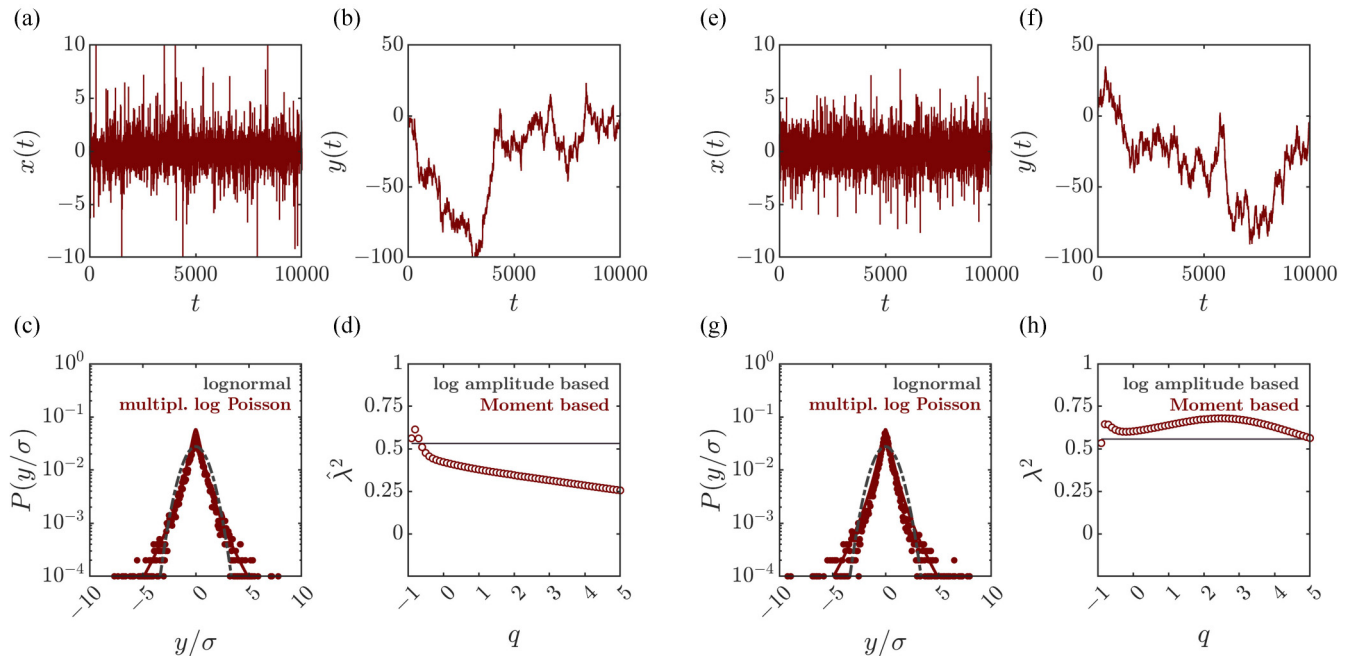 (a)
10
5
0
−5
−10
x(t)
0
5000
10000
t
(b)
50
0
−50
−100
y(t)
0
5000
10000
t
(e)
10
5
0
−5
−10
x(t)
0
5000
10000
t
(f)
50
0
−50
−100
y(t)
0
5000
10000
t
(c)
10^0
10^−1
10^−2
10^−3
10^−4
P(y/σ)
lognormal
multipl. log Poisson
−10
−5
0
5
10
y/σ
(d)
1
0.75
0.5
0.25
0
λ̂^2
log amplitude based
Moment based
−1
0
1
2
3
4
5
q
(g)
10^0
10^−1
10^−2
10^−3
10^−4
P(y/σ)
lognormal
multipl. log Poisson
−10
−5
0
5
10
y/σ
(h)
1
0.75
0.5
0.25
0
λ^2
log amplitude based
Moment based
−1
0
1
2
3
4
5
q